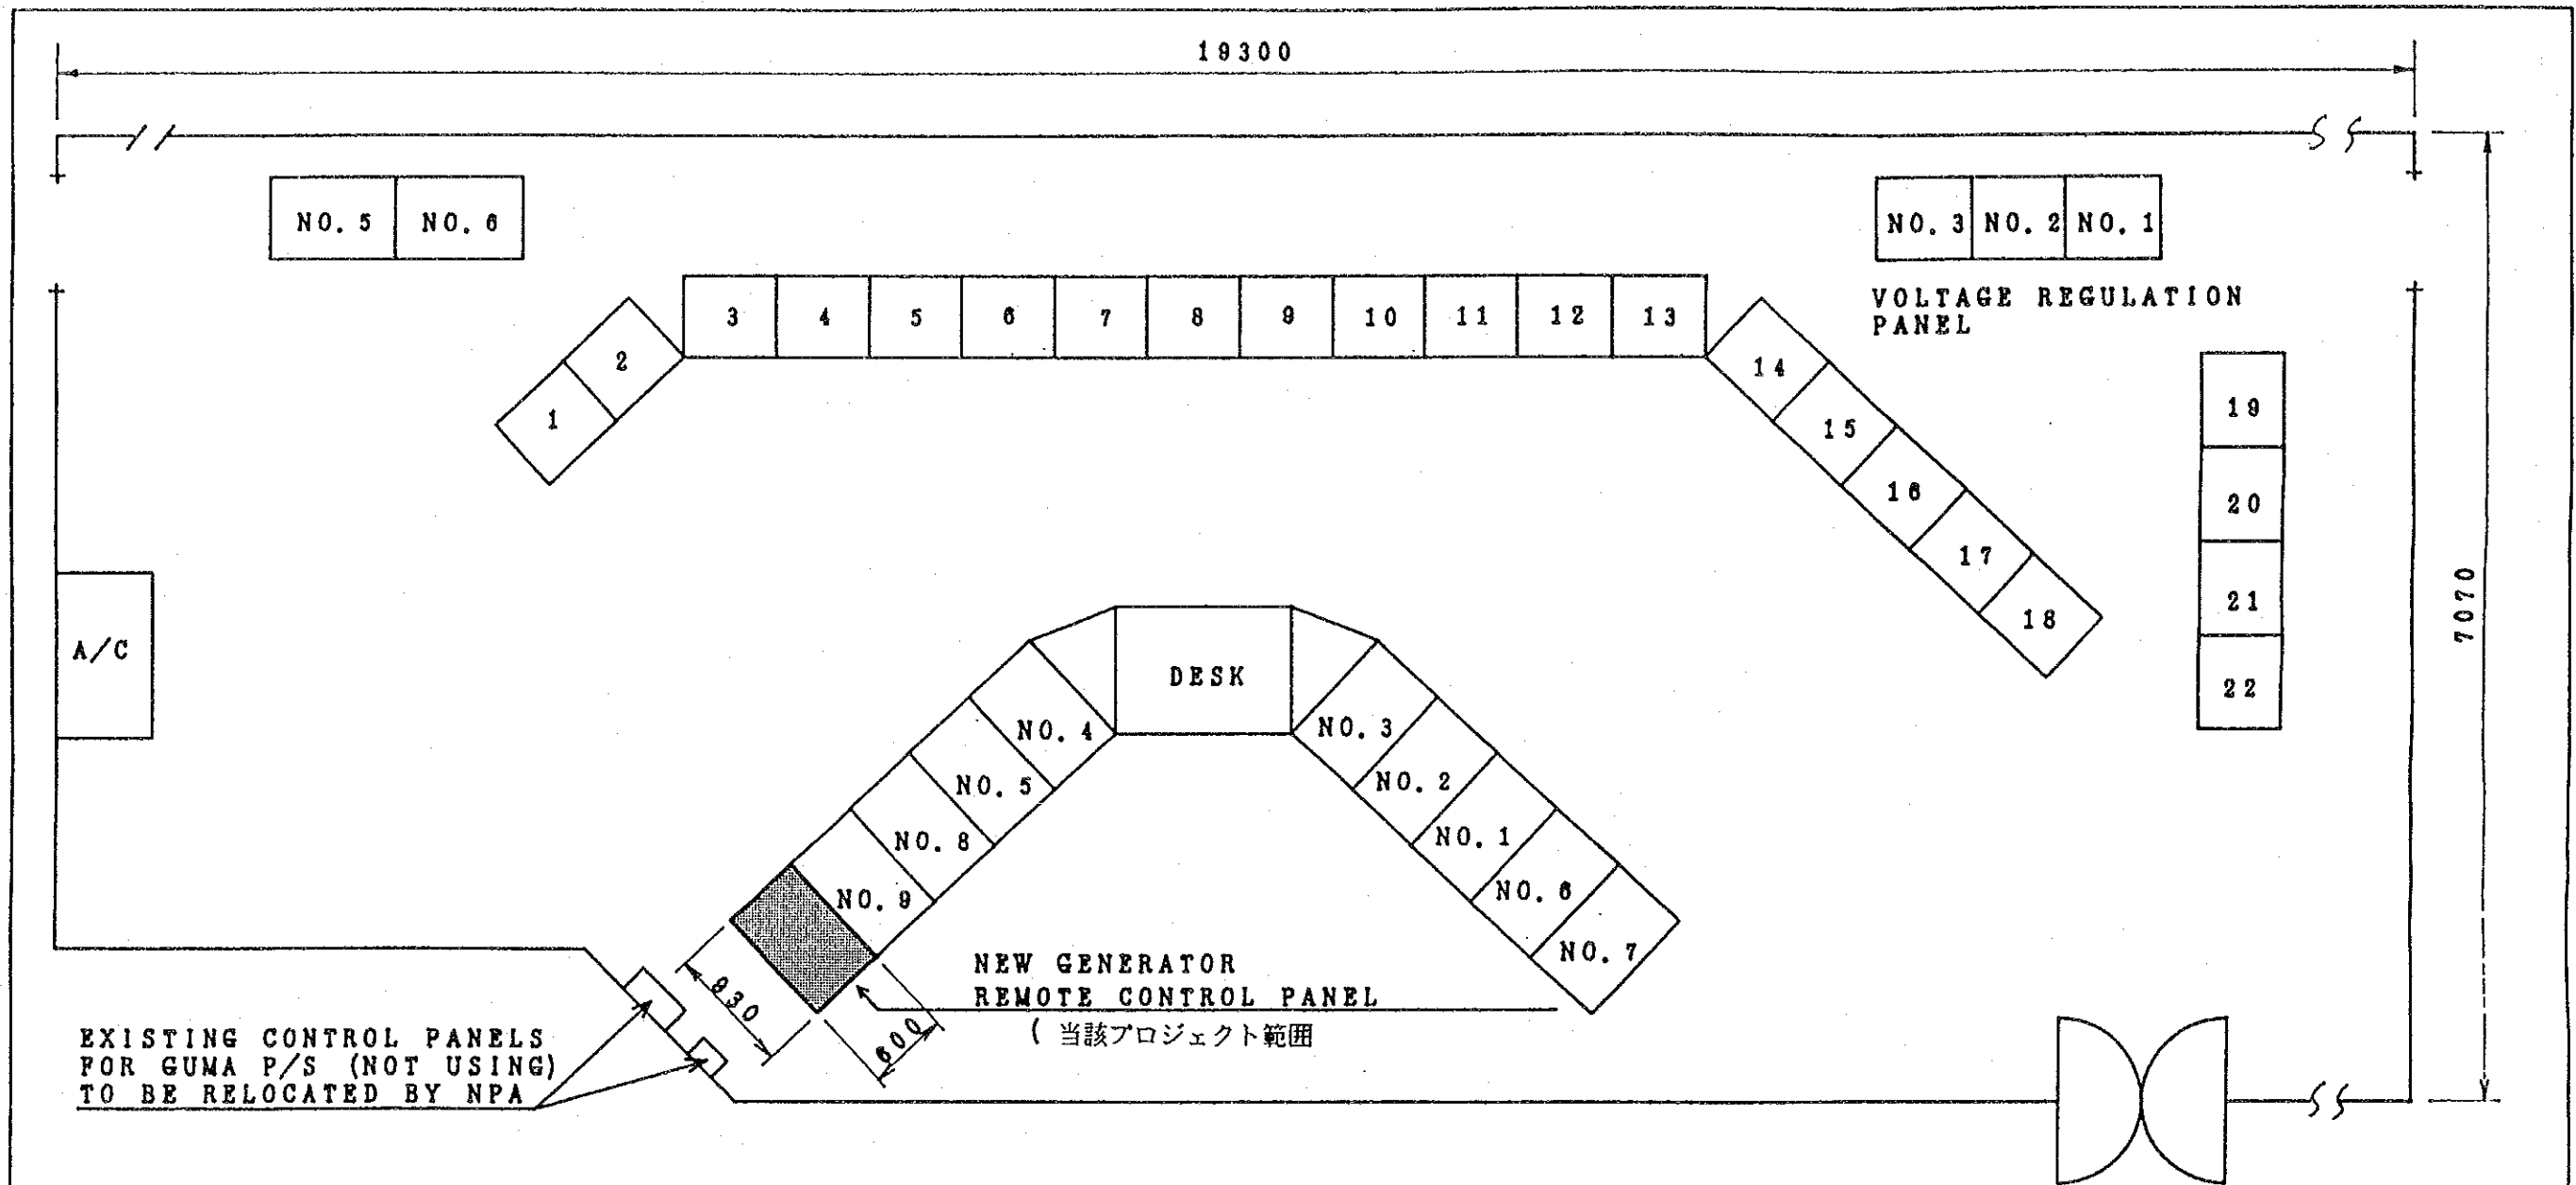 19300
NO. 5 NO. 6
NO. 3 NO. 2 NO. 1
VOLTAGE REGULATION
PANEL
1 2 3 4 5 6 7 8 9 10 11 12 13 14 15 16 17 18
19
20
21
22
7070
A/C
DESK
NO. 4
NO. 5
NO. 8
NO. 9
NO. 3
NO. 2
NO. 1
NO. 6
NO. 7
930
600
NEW GENERATOR
REMOTE CONTROL PANEL
( 当該プロジェクト範囲
EXISTING CONTROL PANELS
FOR GUMA P/S (NOT USING)
TO BE RELOCATED BY NPA